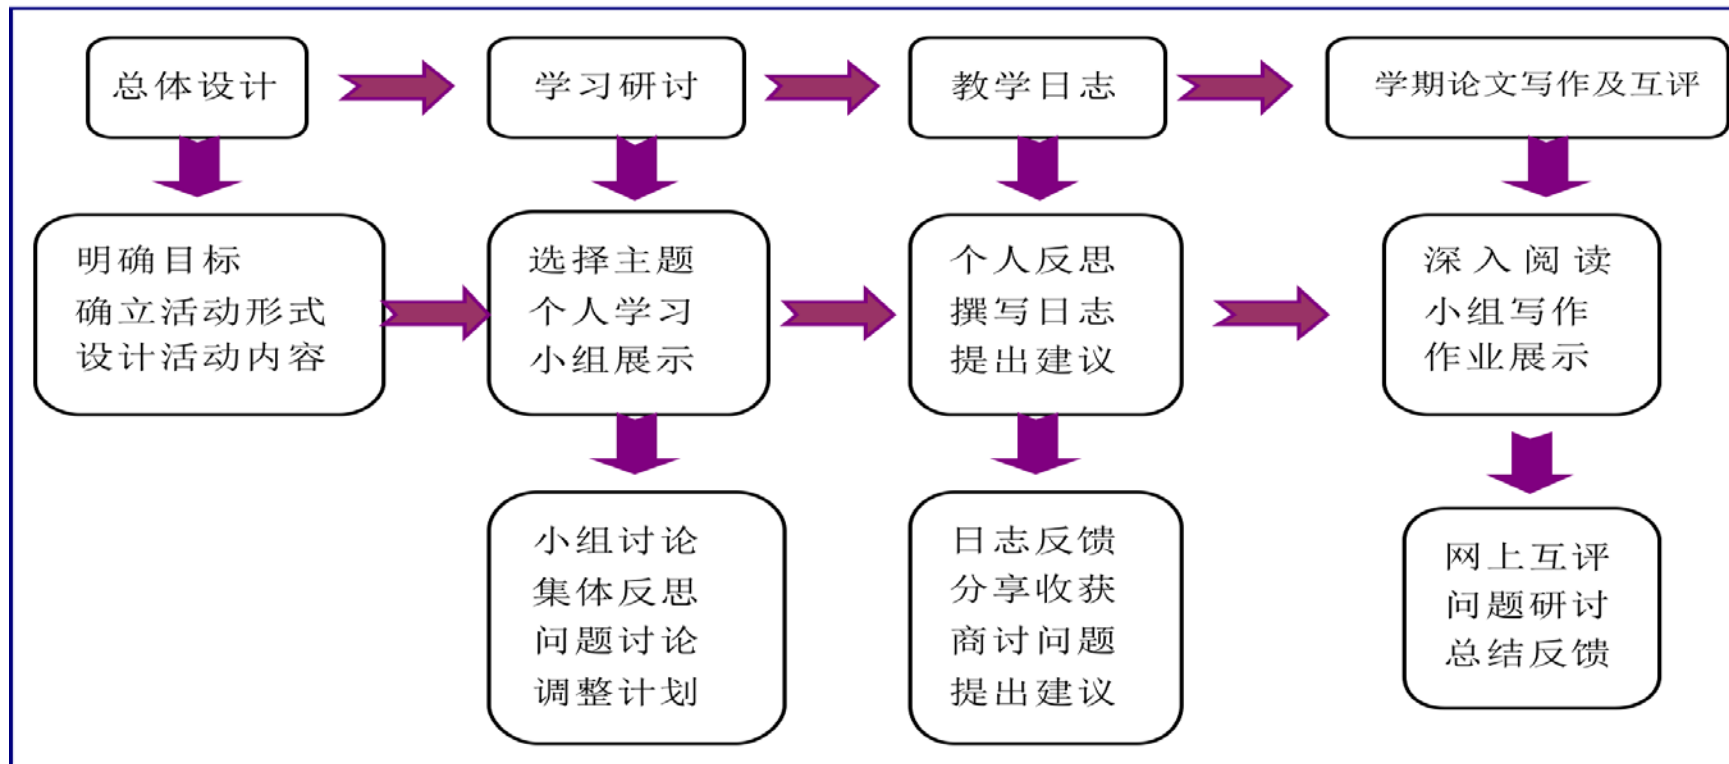 总体设计
学习研讨
教学日志
学期论文写作及互评
明确目标
确立活动形式
设计活动内容
选择主题
个人学习
小组展示
个人反思
撰写日志
提出建议
深入阅读
小组写作
作业展示
小组讨论
集体反思
问题讨论
调整计划
日志反馈
分享收获
商讨问题
提出建议
网上互评
问题研讨
总结反馈